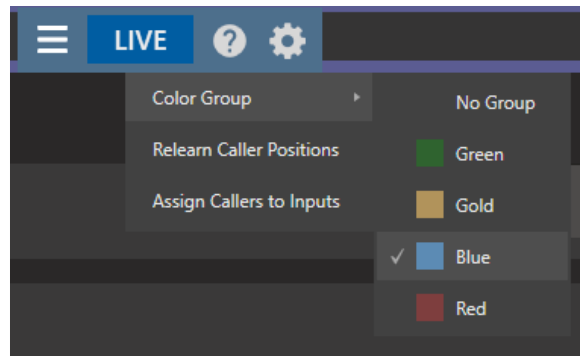 LIVE ?
Color Group
No Group
Relearn Caller Positions
Green
Assign Callers to Inputs
Gold
Blue
Red